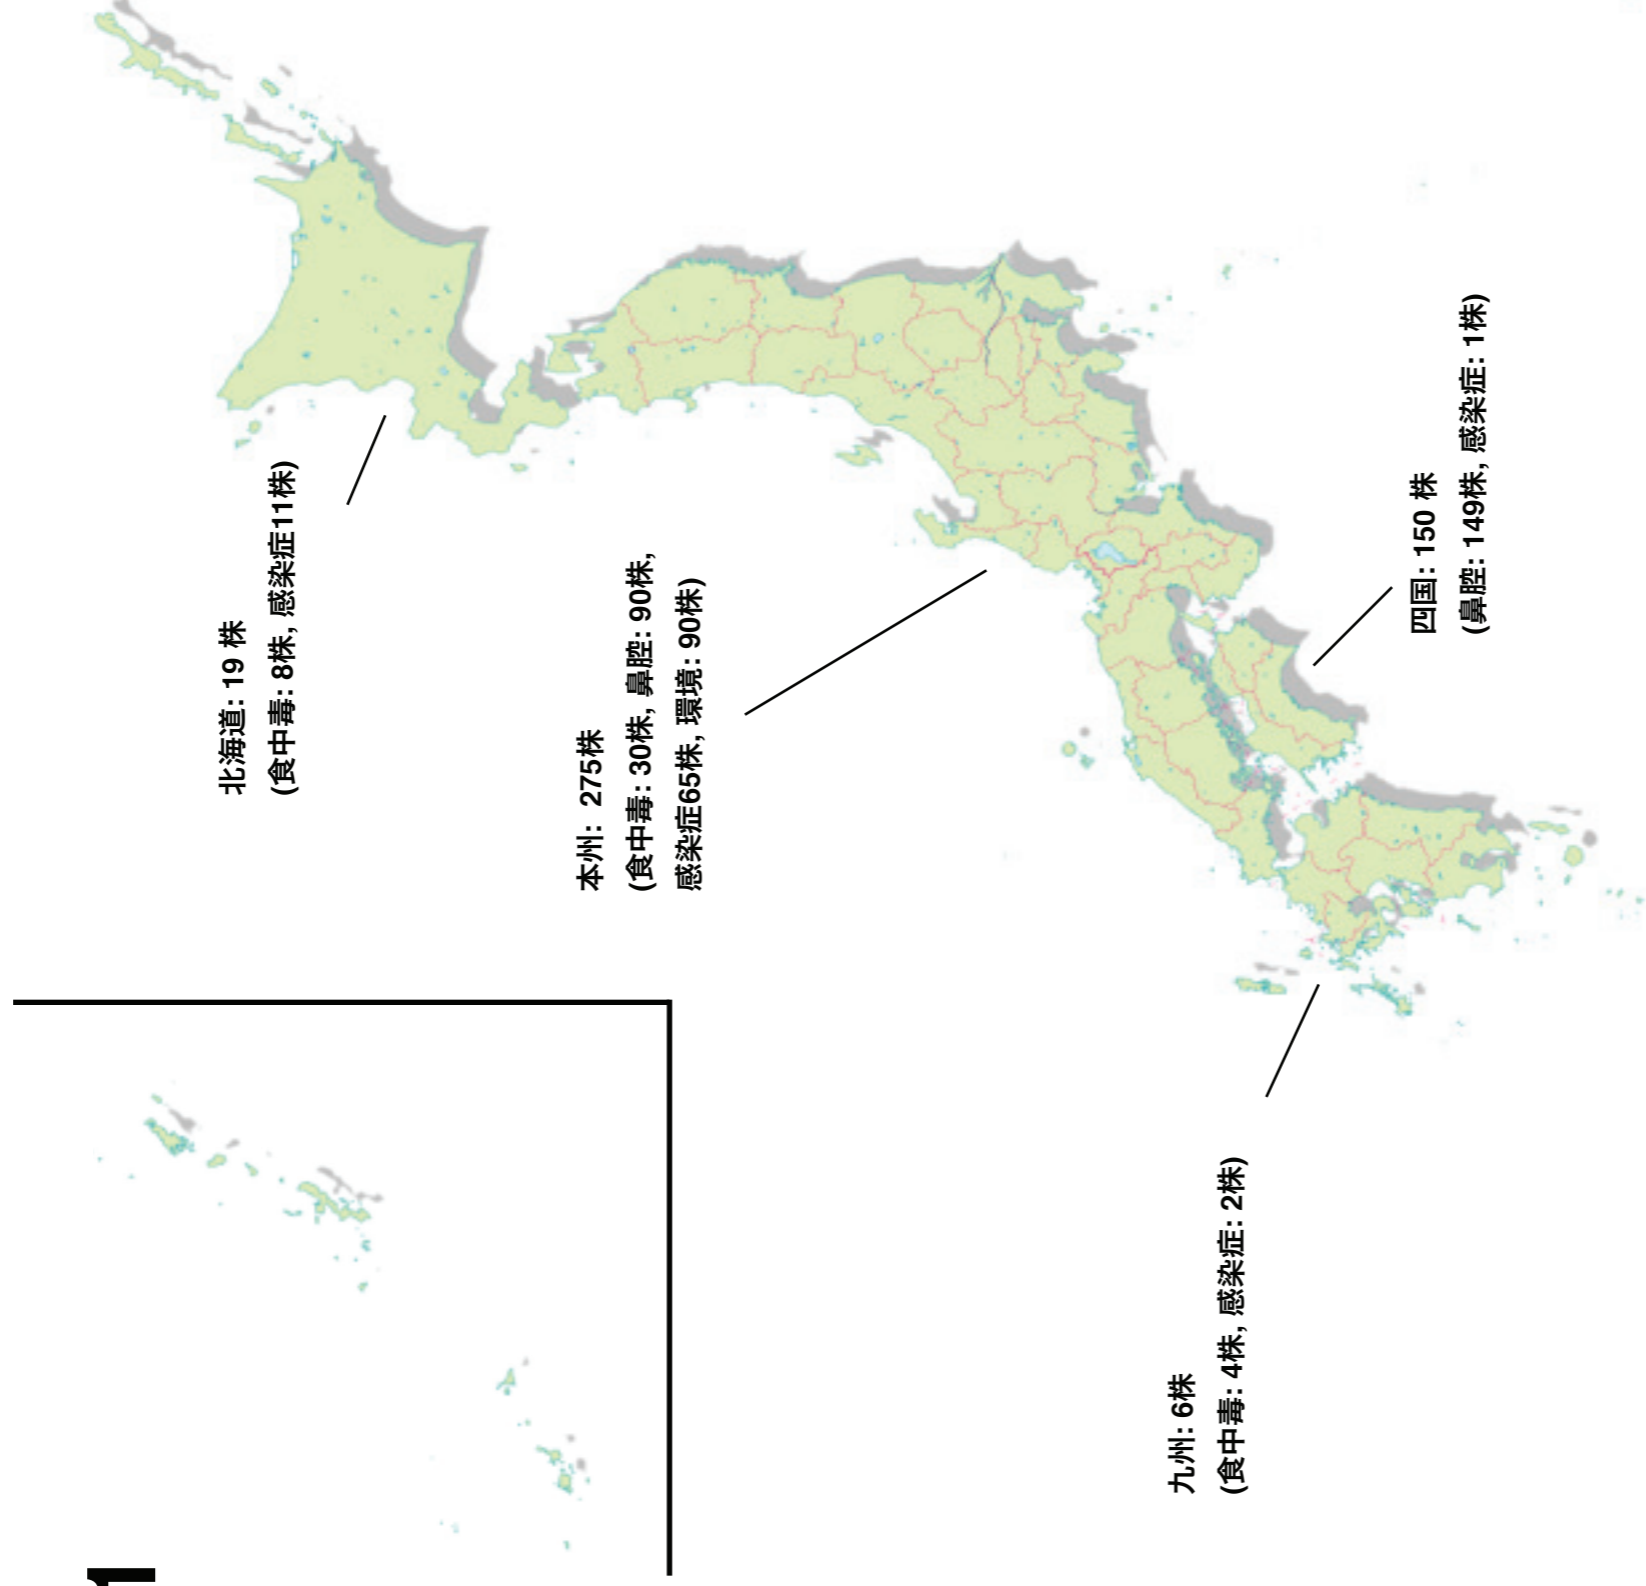 1
北海道: 19 株
(食中毒: 8株, 感染症11株)
本州: 275株
(食中毒: 30株, 鼻腔: 90株,
感染症65株, 環境: 90株)
四国: 150 株
(鼻腔: 149株, 感染症: 1株)
九州: 6株
(食中毒: 4株, 感染症: 2株)